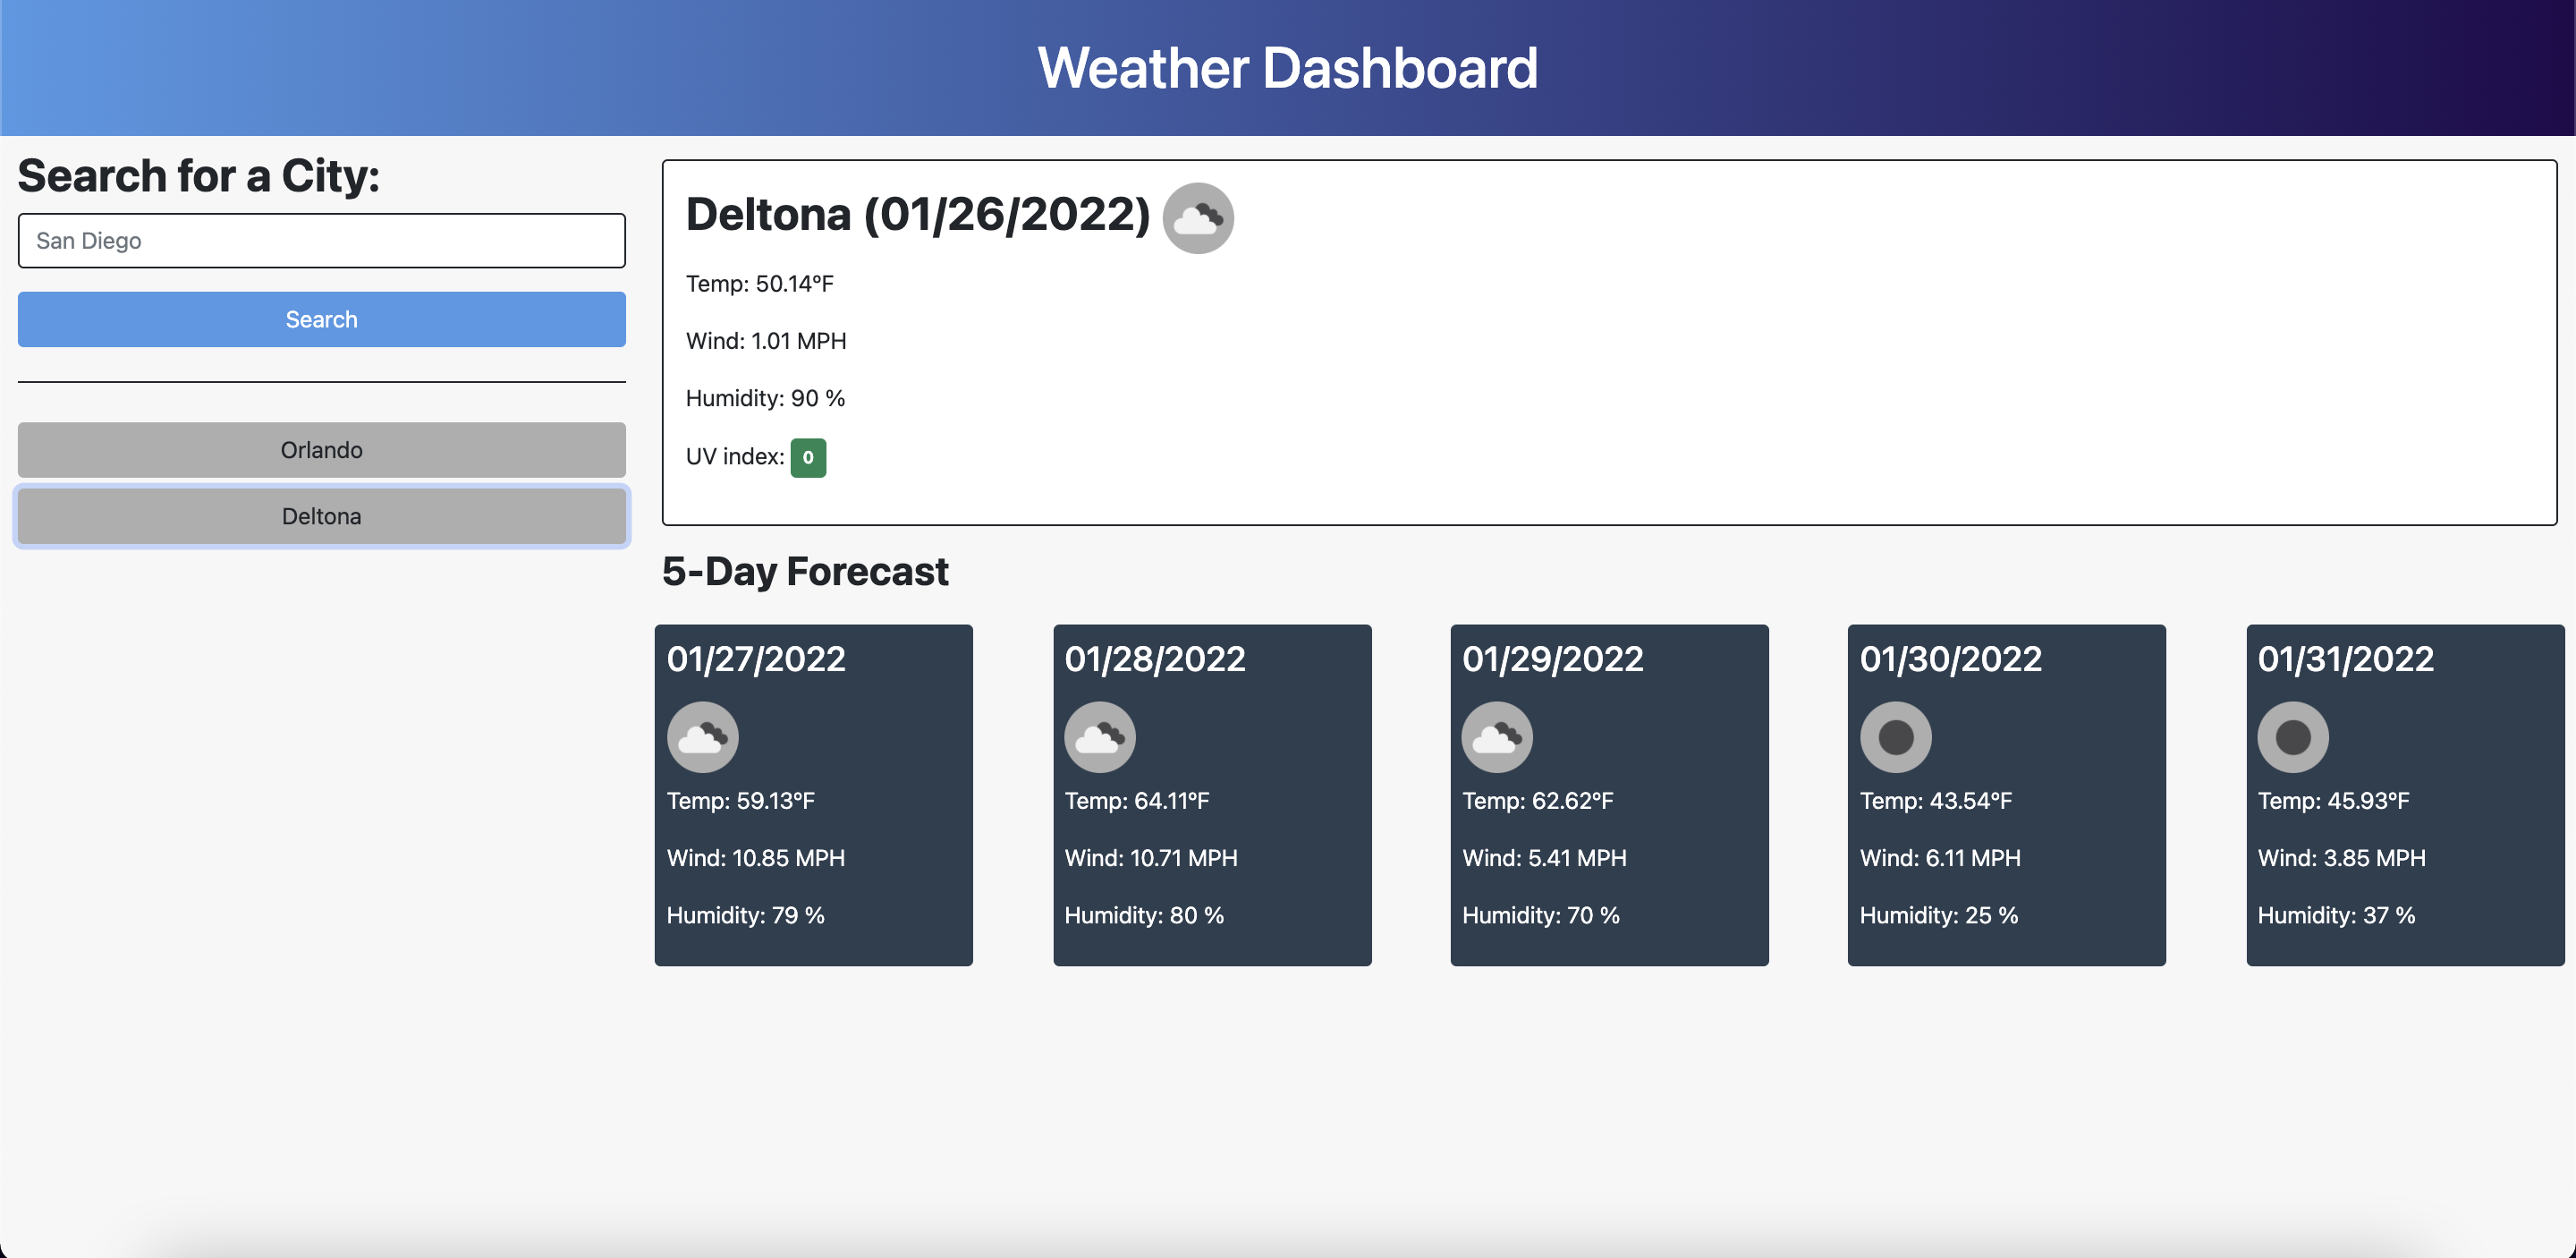 Weather Dashboard
Search for a City:
San Diego
Search
Orlando
Deltona
Deltona (01/26/2022)
Temp: 50.14°F
Wind: 1.01 MPH
Humidity: 90 %
UV index: 0
5-Day Forecast
01/27/2022
Temp: 59.13°F
Wind: 10.85 MPH
Humidity: 79 %
01/28/2022
Temp: 64.11°F
Wind: 10.71 MPH
Humidity: 80 %
01/29/2022
Temp: 62.62°F
Wind: 5.41 MPH
Humidity: 70 %
01/30/2022
Temp: 43.54°F
Wind: 6.11 MPH
Humidity: 25 %
01/31/2022
Temp: 45.93°F
Wind: 3.85 MPH
Humidity: 37 %